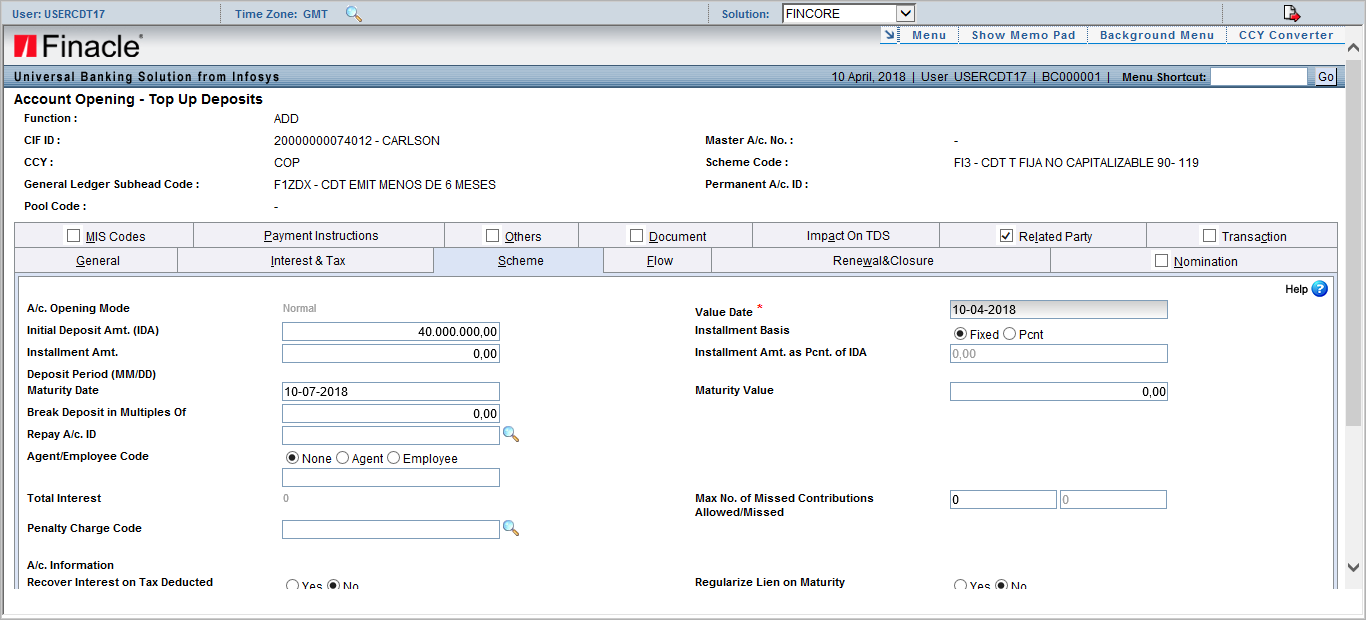 User: USERCDT17 Time Zone: GMT Solution: FINCORE
Menu Show Memo Pad Background Menu CCY Converter
Finacle
Universal Banking Solution from Infosys 10 April, 2018 | User USERCDT17 | BC000001 | Menu Shortcut: Go
Account Opening - Top Up Deposits
Function : ADD
CIF ID : 20000000074012 - CARLSON Master A/c. No. : -
CCY : COP Scheme Code : FI3 - CDT T FIJA NO CAPITALIZABLE 90- 119
General Ledger Subhead Code : F1ZDX - CDT EMIT MENOS DE 6 MESES Permanent A/c. ID :
Pool Code : -
MIS Codes Payment Instructions Others Document Impact On TDS Related Party Transaction
General Interest & Tax Scheme Flow Renewal&Closure Nomination
Help ?
A/c. Opening Mode Normal Value Date * 10-04-2018
Initial Deposit Amt. (IDA) 40.000.000,00 Installment Basis Fixed Pcnt
Installment Amt. 0,00 Installment Amt. as Pcnt. of IDA 0,00
Deposit Period (MM/DD)
Maturity Date 10-07-2018 Maturity Value 0,00
Break Deposit in Multiples Of 0,00
Repay A/c. ID
Agent/Employee Code None Agent Employee
Total Interest 0 Max No. of Missed Contributions 0 0
Allowed/Missed
Penalty Charge Code
A/c. Information
Recover Interest on Tax Deducted Yes No Regularize Lien on Maturity Yes No